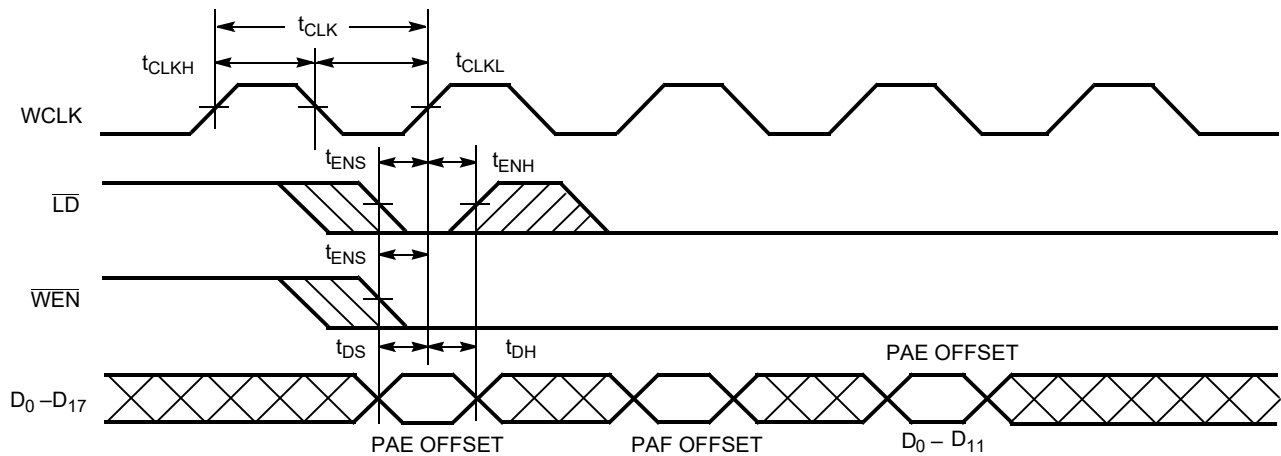 tCLK
tCLKH
tCLKL
WCLK
tENS
tENH
LD
tENS
WEN
tDS
tDH
PAE OFFSET
D0 –D17
PAE OFFSET
PAF OFFSET
D0 – D11